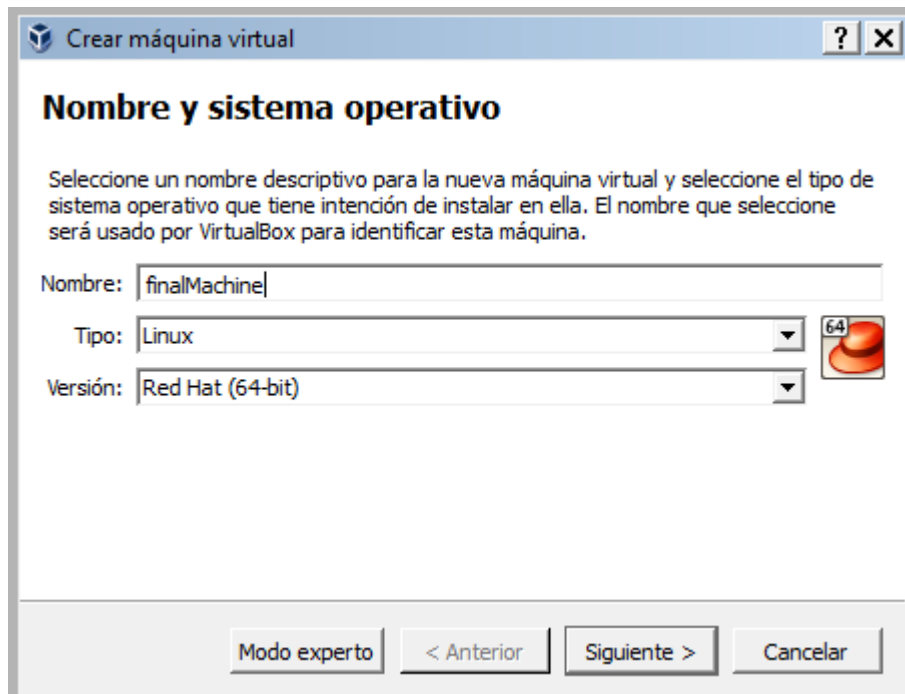 Crear máquina virtual
Nombre y sistema operativo
Seleccione un nombre descriptivo para la nueva máquina virtual y seleccione el tipo de
sistema operativo que tiene intención de instalar en ella. El nombre que seleccione
será usado por VirtualBox para identificar esta máquina.
Nombre: finalMachine
Tipo: Linux
64
Versión: Red Hat (64-bit)
Modo experto < Anterior Siguiente > Cancelar